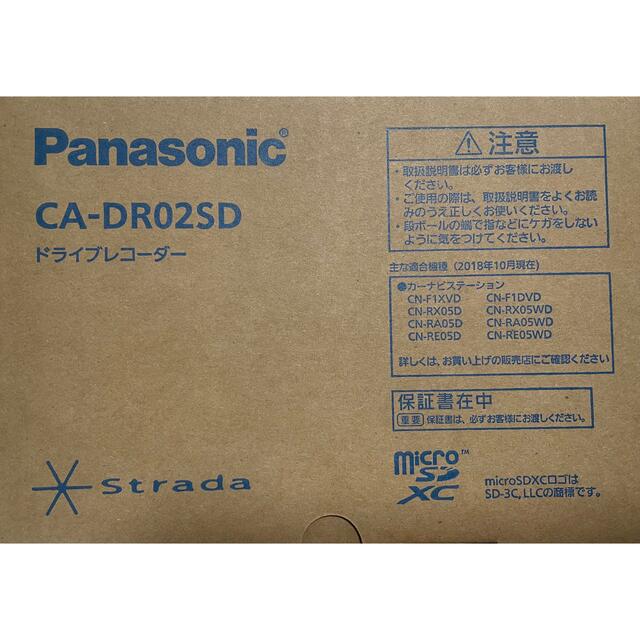 Panasonic®
CA-DR02SD
ドライブレコーダー
⚠注意
・取扱説明書は必ずお客様にお渡し
ください。
・ご使用の際は、取扱説明書をよくお読
みのうえ正しくお使いください。
・段ボールの端で指などにケガをしない
ように気をつけてください。
主な適合機種（2018年10月現在）
●カーナビステーション
CN-F1XVD CN-F1DVD
CN-RX05D CN-RX05WD
CN-RA05D CN-RA05WD
CN-RE05D CN-RE05WD
詳しくは、お買い上げの販売店にご確認ください
保証書在中
重要 保証書は、必ずお客様にお渡しください。
Strada
micro SD XC ™
microSDXCロゴは
SD-3C, LLCの商標です。